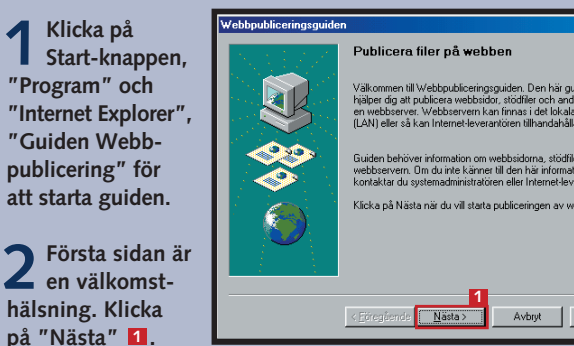 1 Klicka på
Start-knappen,
"Program" och
"Internet Explorer",
"Guiden Webb-
publicering" för
att starta guiden.
2 Första sidan är
en välkomst-
hälsning. Klicka
på "Nästa" 1.
Webbpubliceringsguiden
Publicera filer på webben
Välkommen till Webbpubliceringsguiden. Den här gu
hjälper dig att publicera webbsidor, stödfiler och and
en webbserver. Webbservern kan finnas i det lokala
(LAN) eller så kan Internet-leverantören tillhandahåll
Guiden behöver information om webbsidorna, stödfile
webbservern. Om du inte känner till den här informat
kontaktar du systemadministratören eller Internet-lev
Klicka på Nästa när du vill starta publiceringen av w
1
< Föregående Nästa > Avbryt